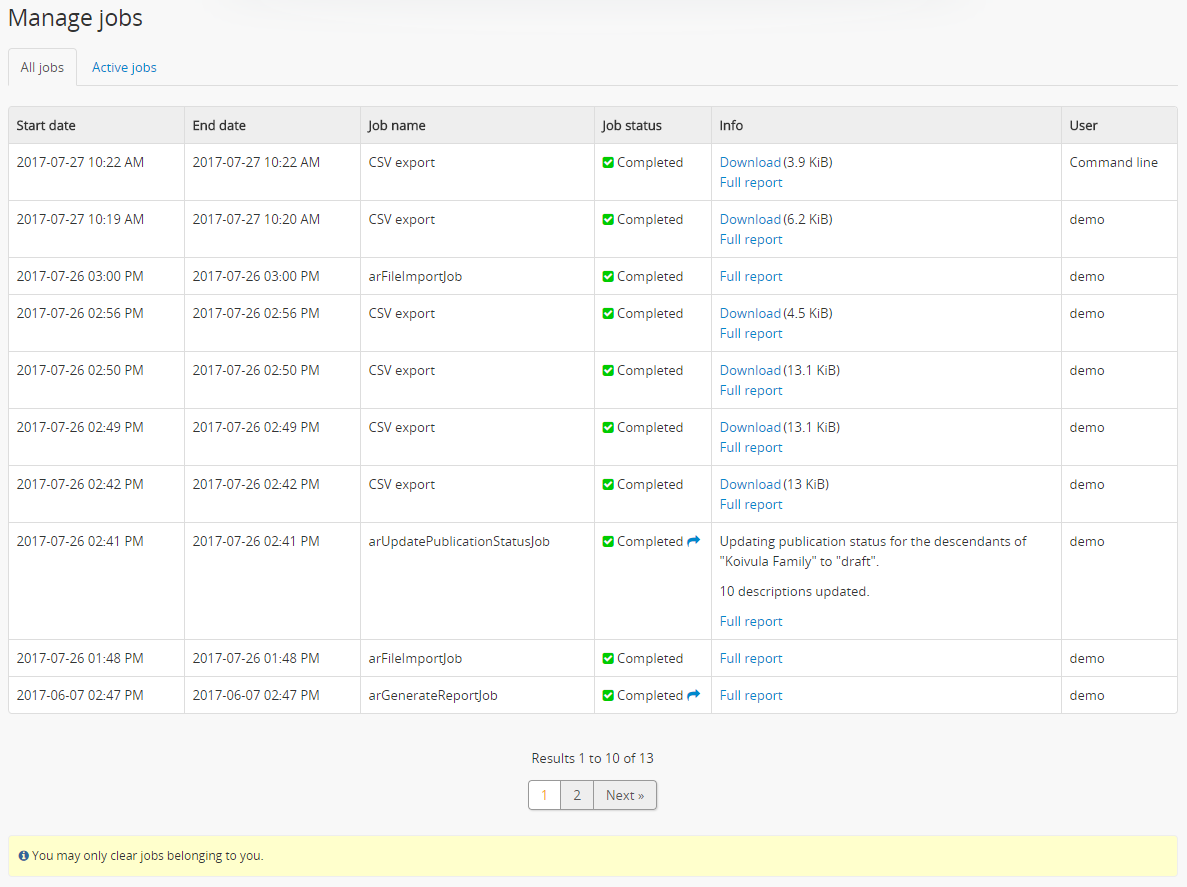 Manage jobs
All jobs Active jobs
Start date End date Job name Job status Info User
2017-07-27 10:22 AM 2017-07-27 10:22 AM CSV export Completed Download (3.9 KiB) Command line
Full report
2017-07-27 10:19 AM 2017-07-27 10:20 AM CSV export Completed Download (6.2 KiB) demo
Full report
2017-07-26 03:00 PM 2017-07-26 03:00 PM arFileImportJob Completed Full report demo
2017-07-26 02:56 PM 2017-07-26 02:56 PM CSV export Completed Download (4.5 KiB) demo
Full report
2017-07-26 02:50 PM 2017-07-26 02:50 PM CSV export Completed Download (13.1 KiB) demo
Full report
2017-07-26 02:49 PM 2017-07-26 02:49 PM CSV export Completed Download (13.1 KiB) demo
Full report
2017-07-26 02:42 PM 2017-07-26 02:42 PM CSV export Completed Download (13 KiB) demo
Full report
2017-07-26 02:41 PM 2017-07-26 02:41 PM arUpdatePublicationStatusJob Completed Updating publication status for the descendants of demo
"Koivula Family" to "draft".
10 descriptions updated.
Full report
2017-07-26 01:48 PM 2017-07-26 01:48 PM arFileImportJob Completed Full report demo
2017-06-07 02:47 PM 2017-06-07 02:47 PM arGenerateReportJob Completed Full report demo
Results 1 to 10 of 13
1 2 Next »
You may only clear jobs belonging to you.